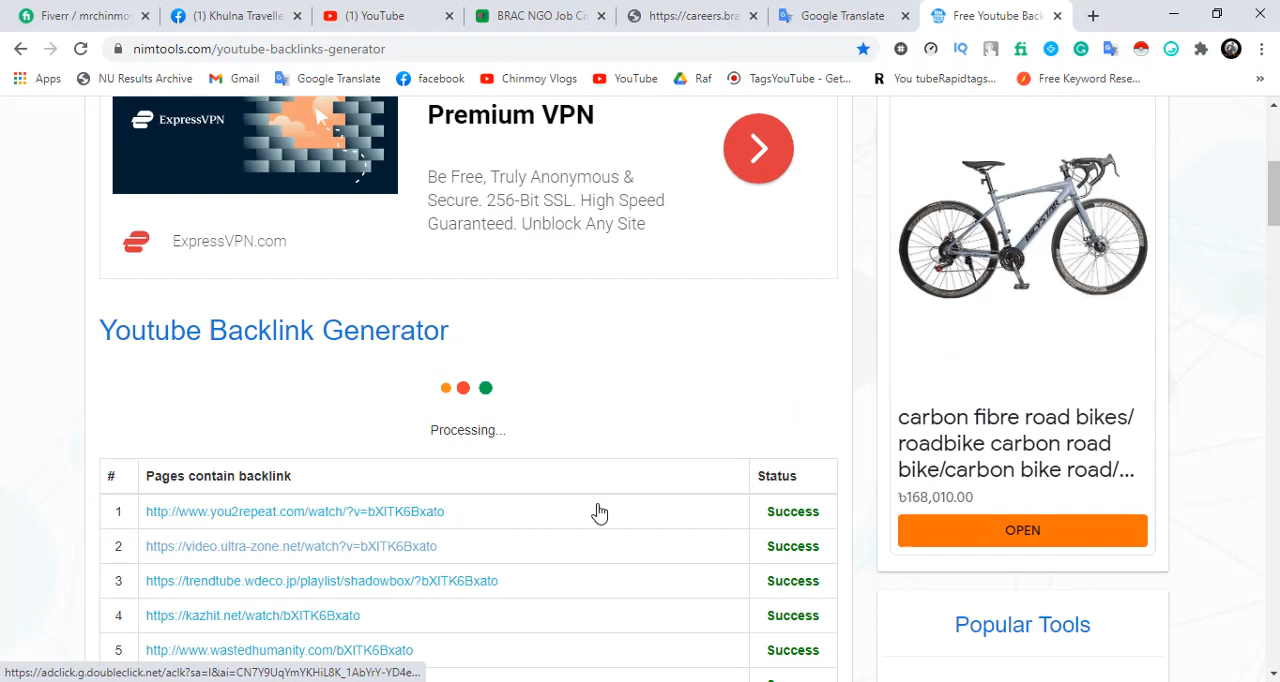 Fiverr / mrchinmoy
(1) Khulna Travelle
(1) YouTube
BRAC NGO Job Ci
https://careers.bra
Google Translate
Free Youtube Back
nimtools.com/youtube-backlinks-generator
Apps
NU Results Archive
Gmail
Google Translate
facebook
Chinmoy Vlogs
YouTube
Raf
TagsYouTube - Get...
You tubeRapidtags...
Free Keyword Rese...
ExpressVPN
Premium VPN
Be Free, Truly Anonymous &
Secure. 256-Bit SSL. High Speed
Guaranteed. Unblock Any Site
ExpressVPN.com
Youtube Backlink Generator
Processing...
# Pages contain backlink Status
1 http://www.you2repeat.com/watch/?v=bXITK6Bxato Success
2 https://video.ultra-zone.net/watch?v=bXITK6Bxato Success
3 https://trendtube.wdeco.jp/playlist/shadowbox/?bXITK6Bxato Success
4 https://kazhit.net/watch/bXITK6Bxato Success
5 http://www.wastedhumanity.com/bXITK6Bxato Success
BICYSTAR
carbon fibre road bikes/
roadbike carbon road
bike/carbon bike road/...
৳168,010.00
OPEN
Popular Tools
https://adclick.g.doubleclick.net/aclk?sa=l&ai=CN7Y9UqYmYKHiL8K_1AbYrY-YD4e...